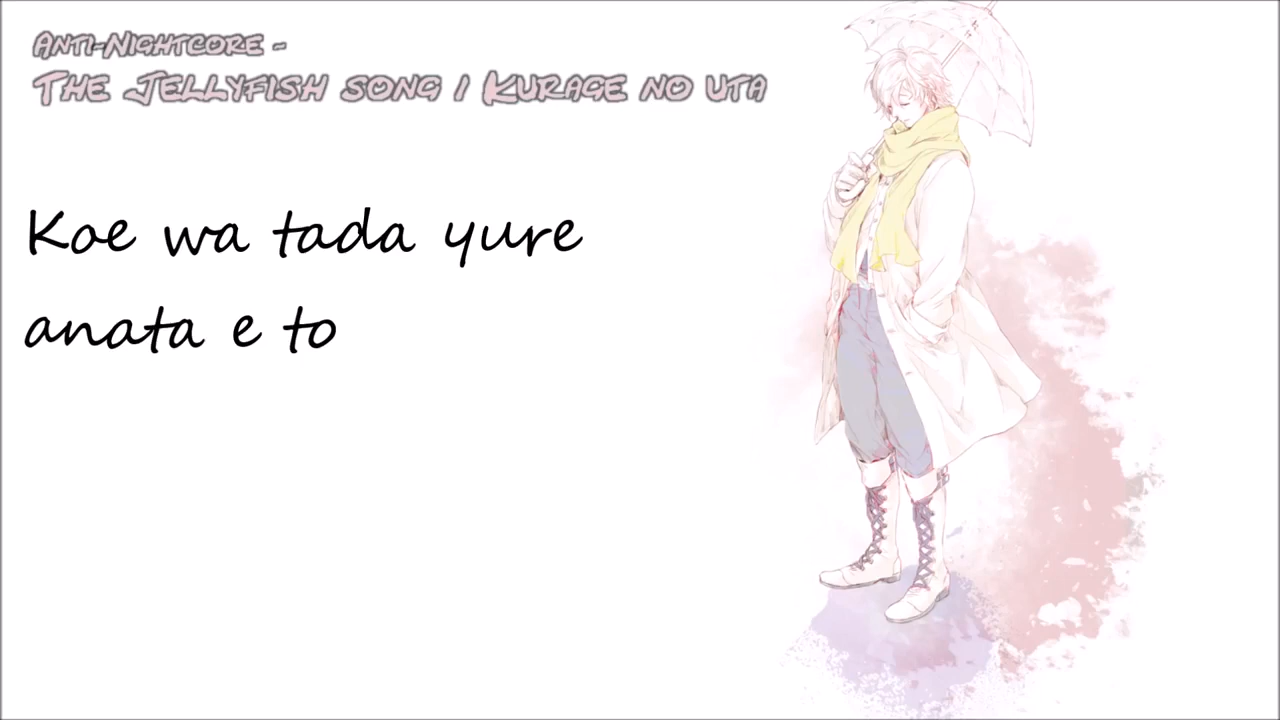 Anti-Nightcore ~
The Jellyfish song / Kurage no uta
Koe wa tada yure
anata e to